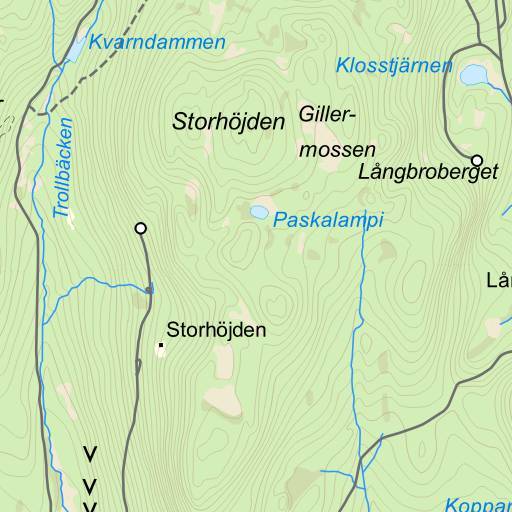 Kvarndammen
Klosstjärnen
Storhöjden
Giller-
mossen
Trollbäcken
Långbroberget
Paskalampi
Storhöjden